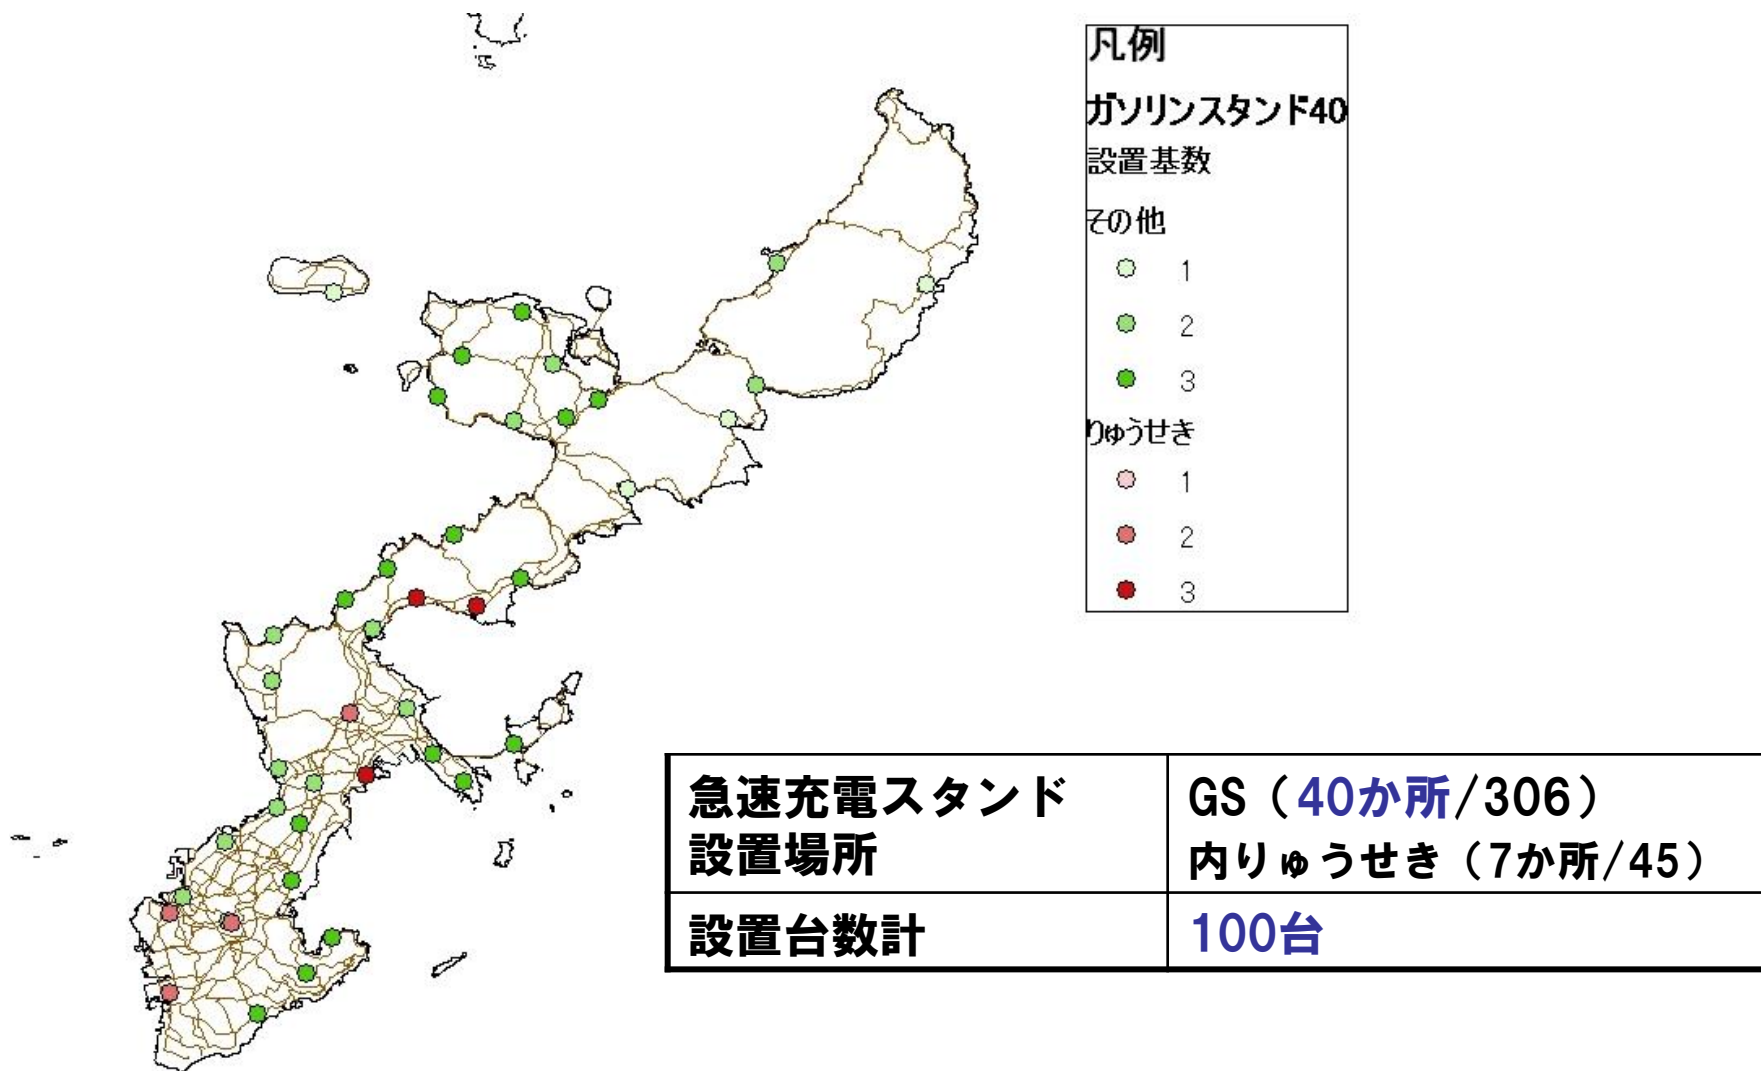 凡例
ガソリンスタンド40
設置基数
その他
1
2
3
りゅうせき
1
2
3
急速充電スタンド
設置場所
GS(40か所/306)
内りゅうせき(7か所/45)
設置台数計
100台